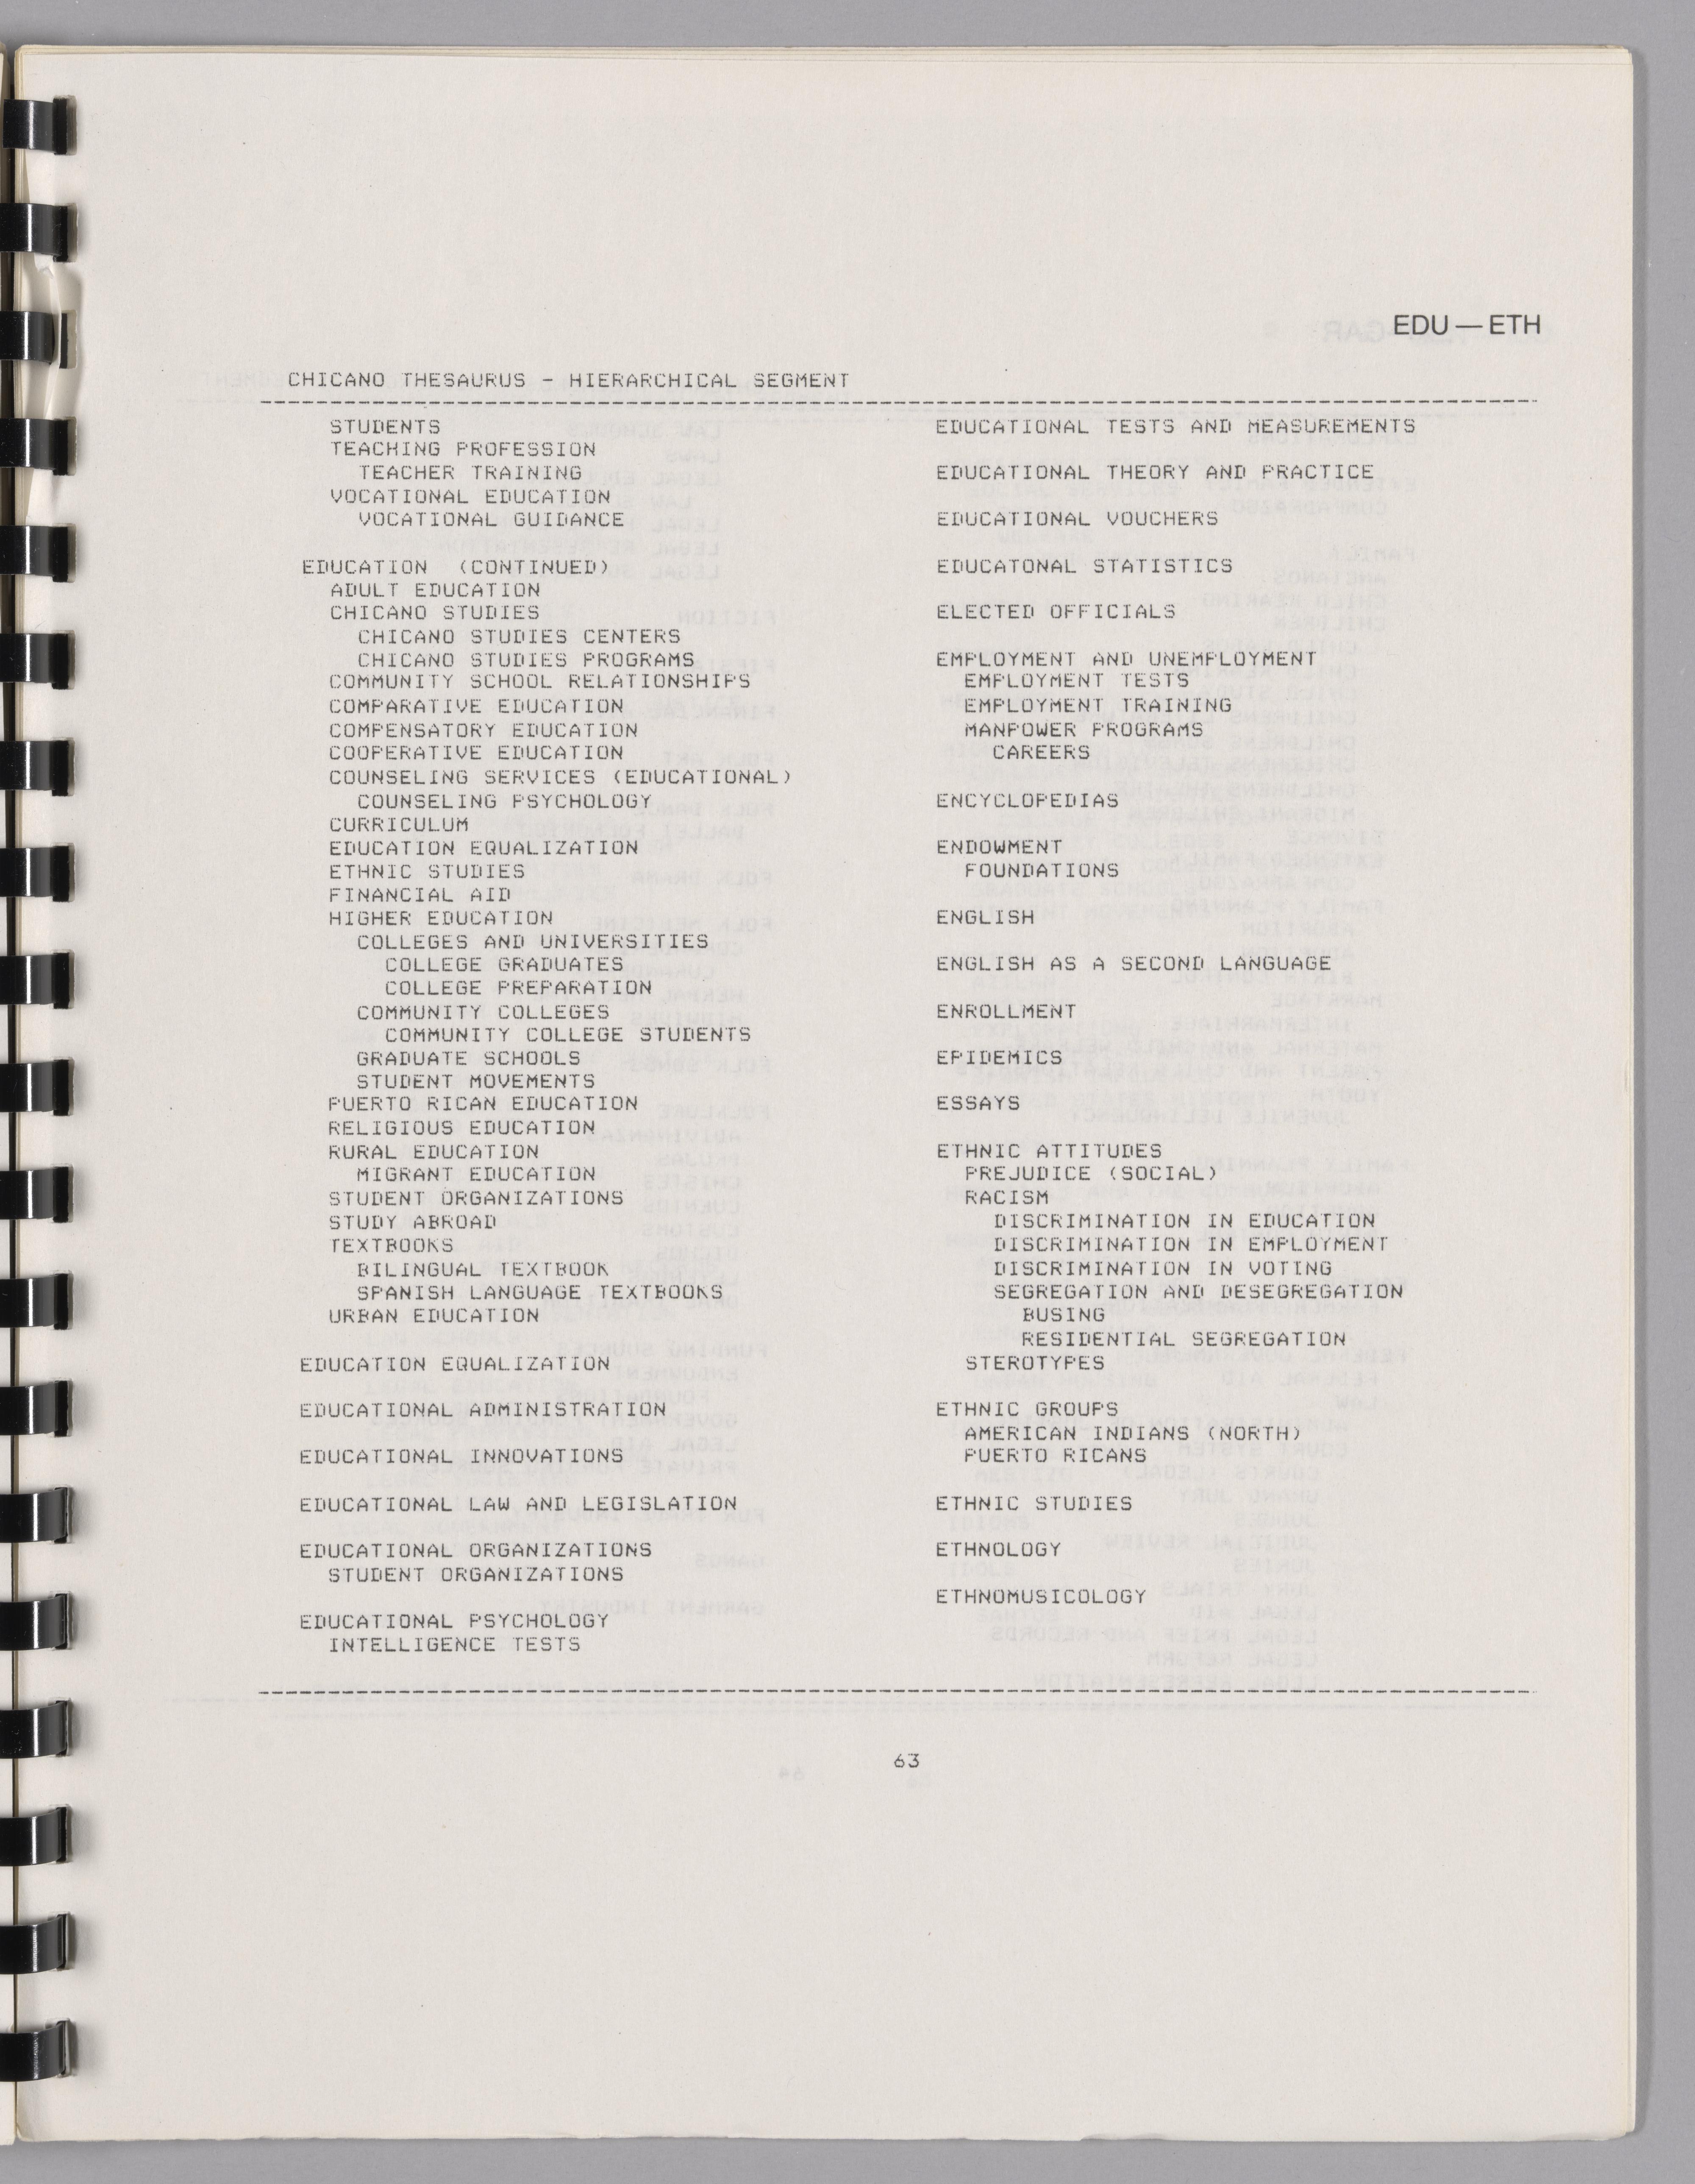 EDU — ETH
CHICANO THESAURUS - HIERARCHICAL SEGMENT
STUDENTS
TEACHING PROFESSION
TEACHER TRAINING
VOCATIONAL EDUCATION
VOCATIONAL GUIDANCE
EDUCATION (CONTINUED)
ADULT EDUCATION
CHICANO STUDIES
CHICANO STUDIES CENTERS
CHICANO STUDIES PROGRAMS
COMMUNITY SCHOOL RELATIONSHIPS
COMPARATIVE EDUCATION
COMPENSATORY EDUCATION
COOPERATIVE EDUCATION
COUNSELING SERVICES (EDUCATIONAL)
COUNSELING PSYCHOLOGY
CURRICULUM
EDUCATION EQUALIZATION
ETHNIC STUDIES
FINANCIAL AID
HIGHER EDUCATION
COLLEGES AND UNIVERSITIES
COLLEGE GRADUATES
COLLEGE PREPARATION
COMMUNITY COLLEGES
COMMUNITY COLLEGE STUDENTS
GRADUATE SCHOOLS
STUDENT MOVEMENTS
PUERTO RICAN EDUCATION
RELIGIOUS EDUCATION
RURAL EDUCATION
MIGRANT EDUCATION
STUDENT ORGANIZATIONS
STUDY ABROAD
TEXTBOOKS
BILINGUAL TEXTBOOK
SPANISH LANGUAGE TEXTBOOKS
URBAN EDUCATION
EDUCATION EQUALIZATION
EDUCATIONAL ADMINISTRATION
EDUCATIONAL INNOVATIONS
EDUCATIONAL LAW AND LEGISLATION
EDUCATIONAL ORGANIZATIONS
STUDENT ORGANIZATIONS
EDUCATIONAL PSYCHOLOGY
INTELLIGENCE TESTS
EDUCATIONAL TESTS AND MEASUREMENTS
EDUCATIONAL THEORY AND PRACTICE
EDUCATIONAL VOUCHERS
EDUCATONAL STATISTICS
ELECTED OFFICIALS
EMPLOYMENT AND UNEMPLOYMENT
EMPLOYMENT TESTS
EMPLOYMENT TRAINING
MANPOWER PROGRAMS
CAREERS
ENCYCLOPEDIAS
ENDOWMENT
FOUNDATIONS
ENGLISH
ENGLISH AS A SECOND LANGUAGE
ENROLLMENT
EPIDEMICS
ESSAYS
ETHNIC ATTITUDES
PREJUDICE (SOCIAL)
RACISM
DISCRIMINATION IN EDUCATION
DISCRIMINATION IN EMPLOYMENT
DISCRIMINATION IN VOTING
SEGREGATION AND DESEGREGATION
BUSING
RESIDENTIAL SEGREGATION
STEROTYPES
ETHNIC GROUPS
AMERICAN INDIANS (NORTH)
PUERTO RICANS
ETHNIC STUDIES
ETHNOLOGY
ETHNOMUSICOLOGY
63